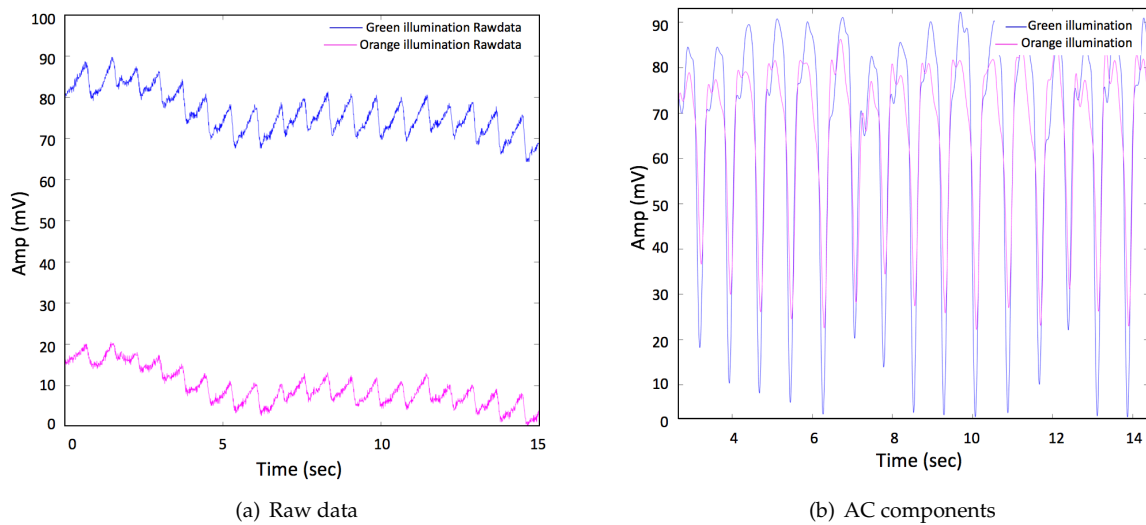 100
90
80
70
60
50
40
30
20
10
0
Amp (mV)
Green illumination Rawdata
Orange illumination Rawdata
0 5 10 15
Time (sec)
(a) Raw data
90
80
70
60
90
40
30
20
10
0
Amp (mV)
Green illumination
Orange illumination
4 6 8 10 12 14
Time (sec)
(b) AC components